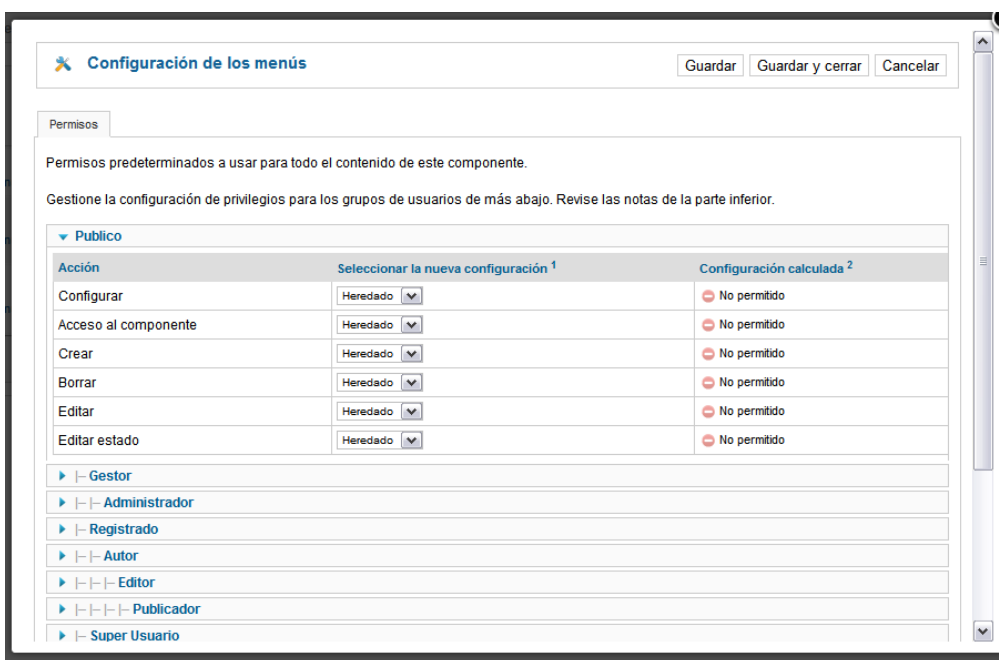 Configuración de los menús
Guardar Guardar y cerrar Cancelar
Permisos
Permisos predeterminados a usar para todo el contenido de este componente.
Gestione la configuración de privilegios para los grupos de usuarios de más abajo. Revise las notas de la parte inferior.
Publico
Acción Seleccionar la nueva configuración 1 Configuración calculada 2
Configurar Heredado No permitido
Acceso al componente Heredado No permitido
Crear Heredado No permitido
Borrar Heredado No permitido
Editar Heredado No permitido
Editar estado Heredado No permitido
|– Gestor
|– |– Administrador
|– Registrado
|– |– Autor
|– |– |– Editor
|– |– |– |– Publicador
|– Super Usuario